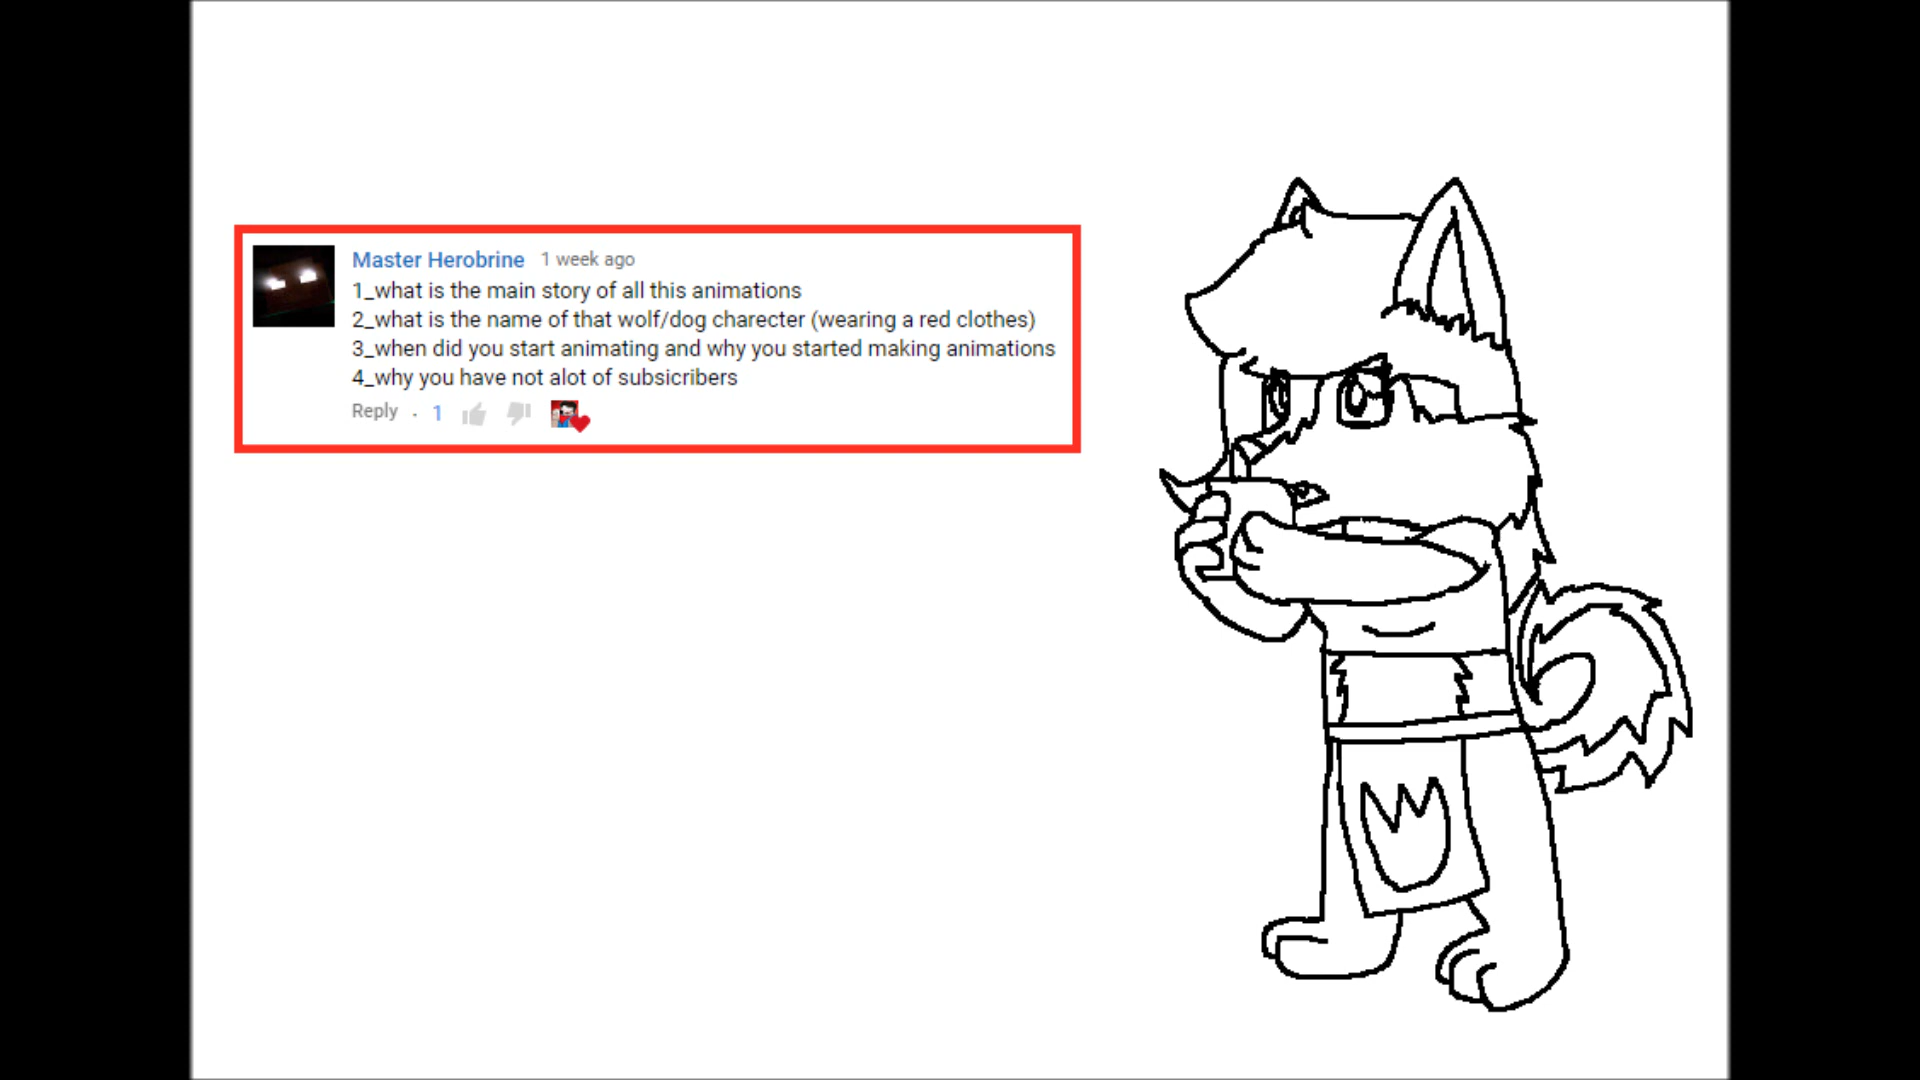 Master Herobrine 1 week ago
1_what is the main story of all this animations
2_what is the name of that wolf/dog charecter (wearing a red clothes)
3_when did you start animating and why you started making animations
4_why you have not alot of subsicribers
Reply · 1